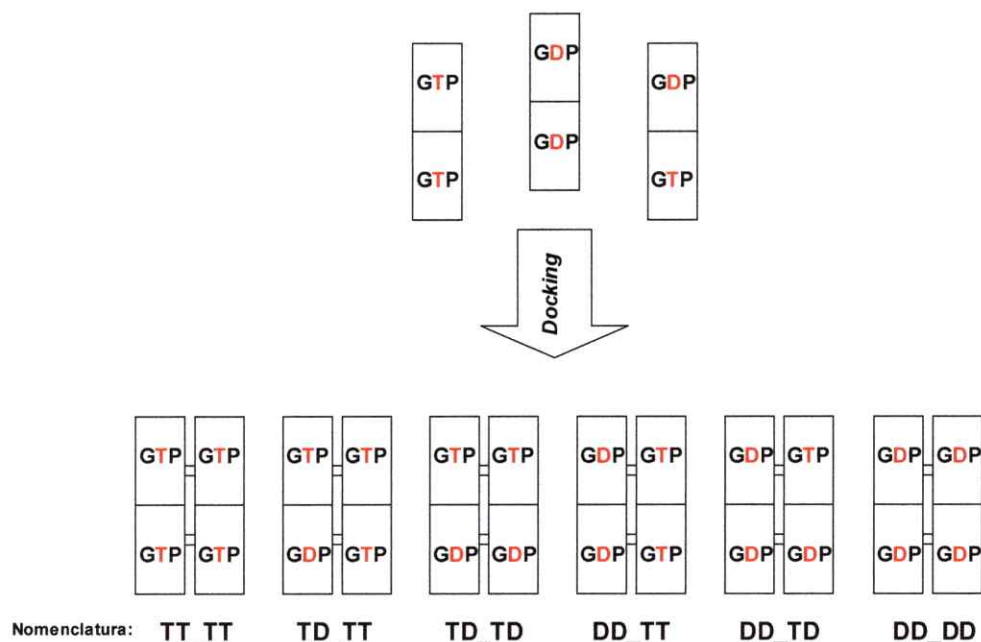 GDP
GTP GDP
GDP
GTP GTP
Docking
GTP GTP GTP GTP GTP GTP GDP GTP GDP GTP GDP GDP
GTP GTP GDP GTP GDP GDP GDP GTP GDP GDP GDP GDP
Nomenclatura: TT_TT TD_TT TD_TD DD_TT DD_TD DD_DD